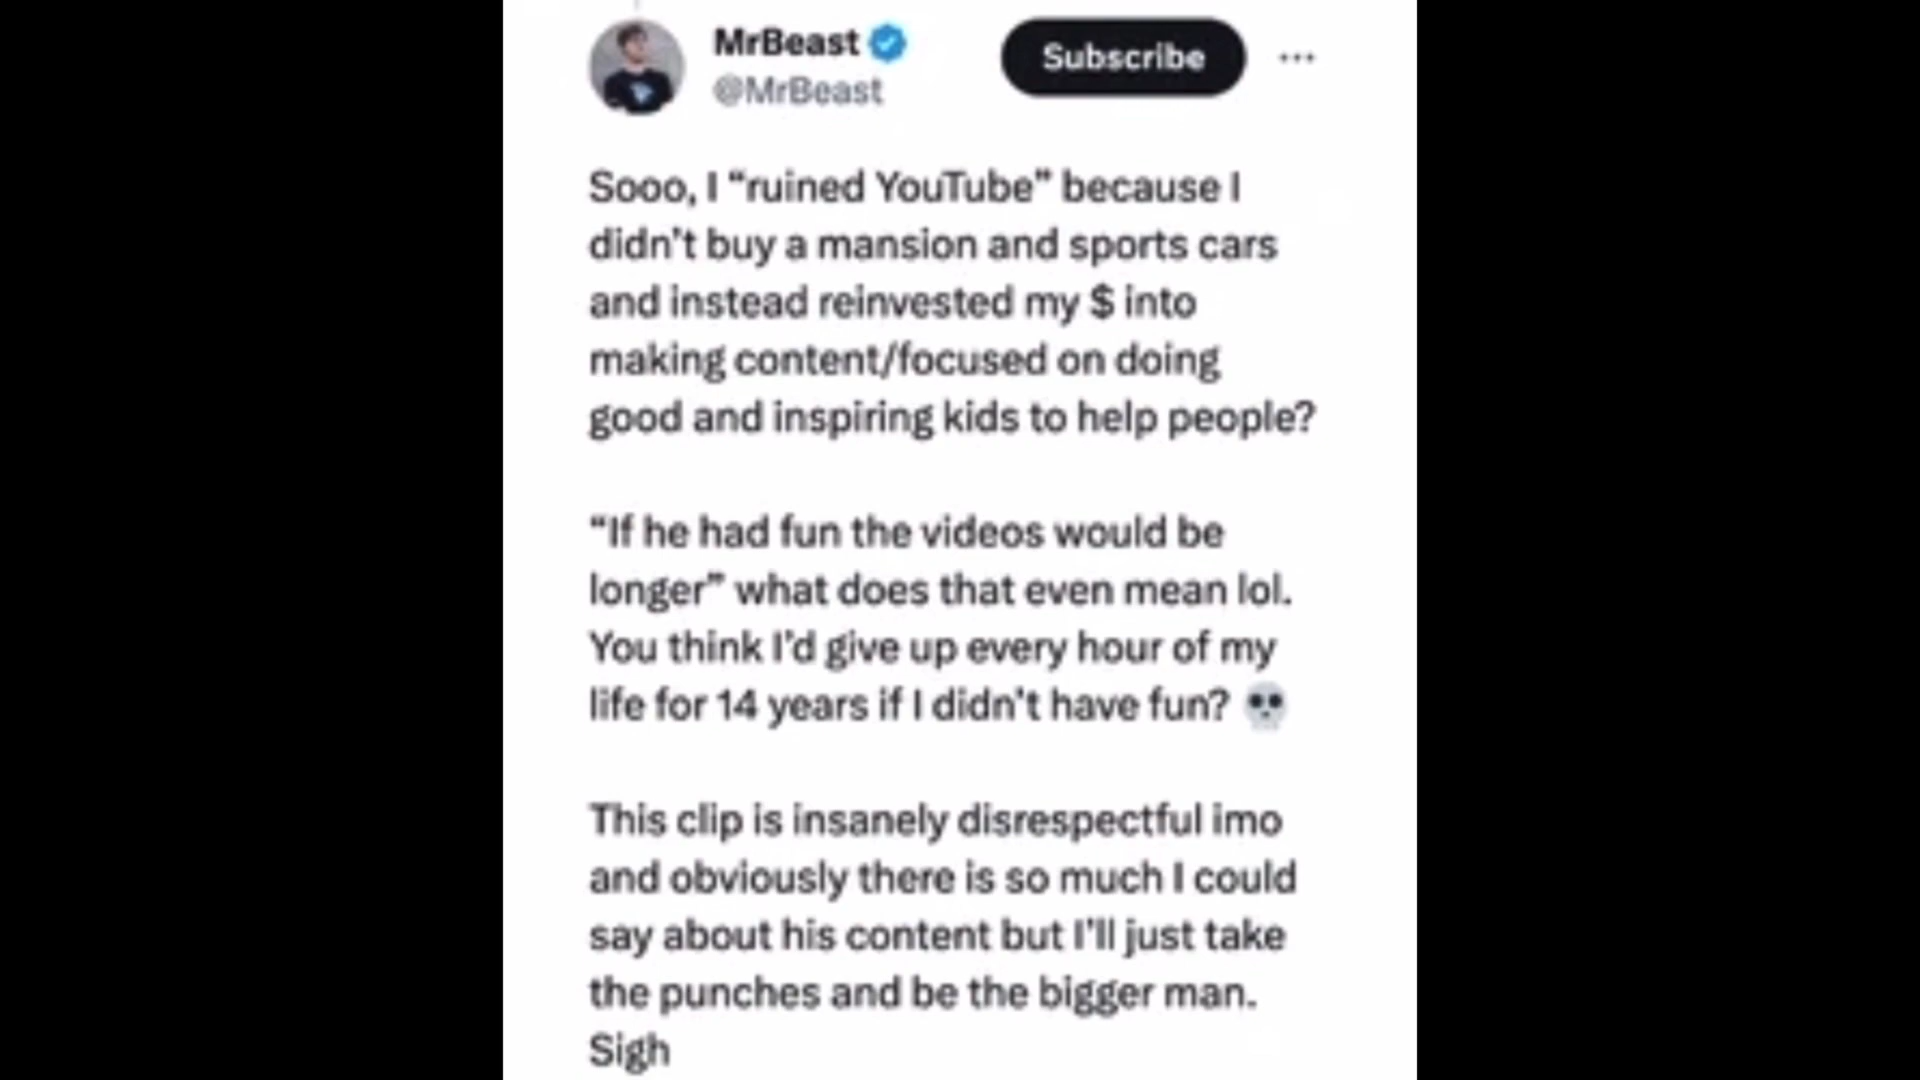 MrBeast
@MrBeast
Subscribe
Sooo, I “ruined YouTube” because I
didn’t buy a mansion and sports cars
and instead reinvested my $ into
making content/focused on doing
good and inspiring kids to help people?
“If he had fun the videos would be
longer” what does that even mean lol.
You think I’d give up every hour of my
life for 14 years if I didn’t have fun? 💀
This clip is insanely disrespectful imo
and obviously there is so much I could
say about his content but I’ll just take
the punches and be the bigger man.
Sigh